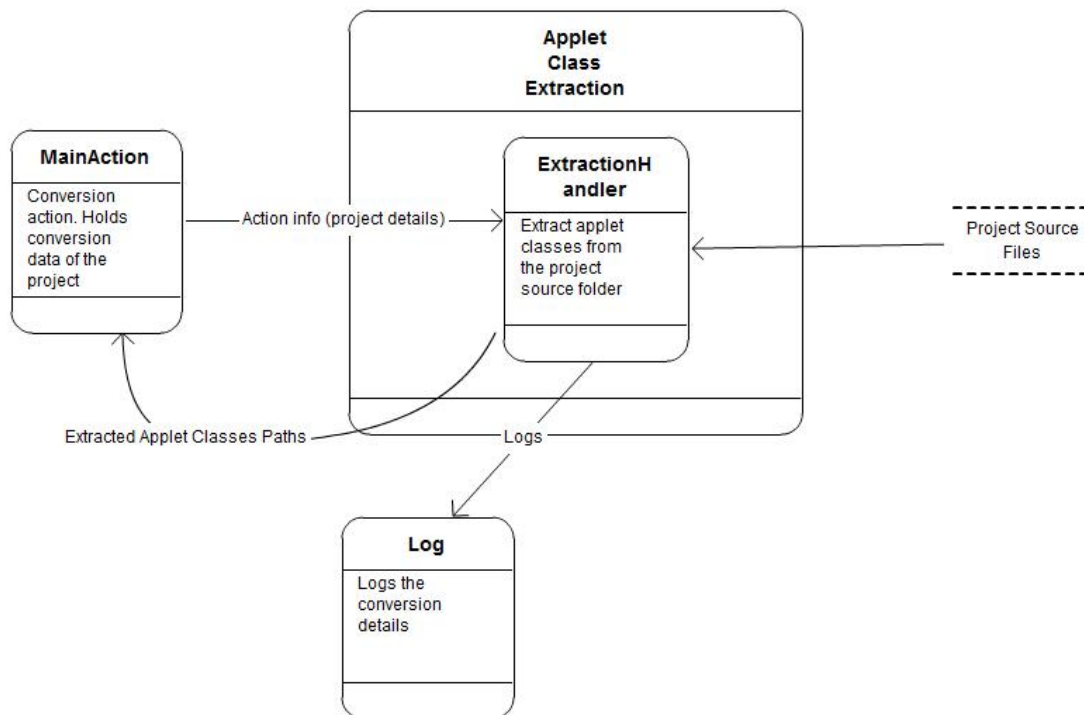 Applet
Class
Extraction
MainAction
Conversion
action. Holds
conversion
data of the
project
Action info (project details)
ExtractionH
andler
Extract applet
classes from
the project
source folder
Project Source
Files
Extracted Applet Classes Paths
Logs
Log
Logs the
conversion
details